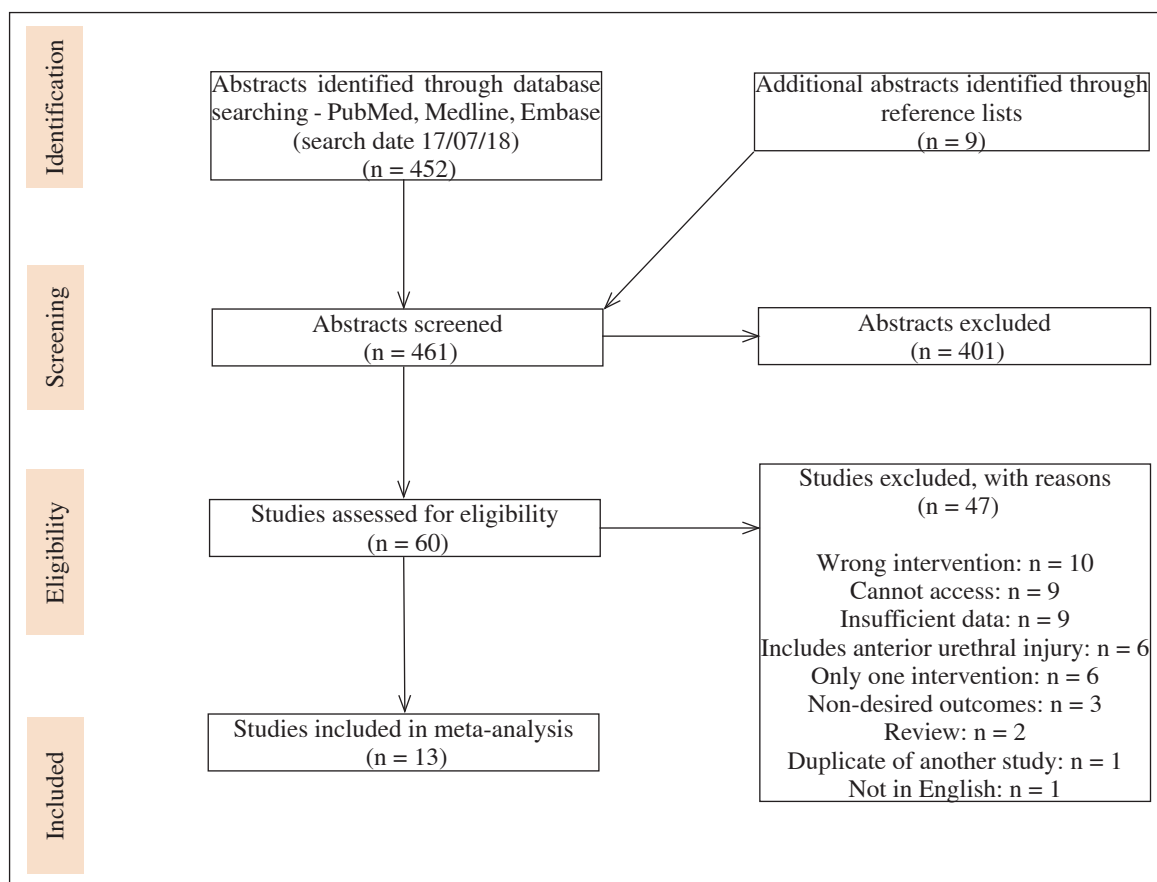 Identification
Abstracts identified through database
searching - PubMed, Medline, Embase
(search date 17/07/18)
(n = 452)
Additional abstracts identified through
reference lists
(n = 9)
Screening
Abstracts screened
(n = 461)
Abstracts excluded
(n = 401)
Eligibility
Studies assessed for eligibility
(n = 60)
Studies excluded, with reasons
(n = 47)
Wrong intervention: n = 10
Cannot access: n = 9
Insufficient data: n = 9
Includes anterior urethral injury: n = 6
Only one intervention: n = 6
Non-desired outcomes: n = 3
Review: n = 2
Duplicate of another study: n = 1
Not in English: n = 1
Included
Studies included in meta-analysis
(n = 13)